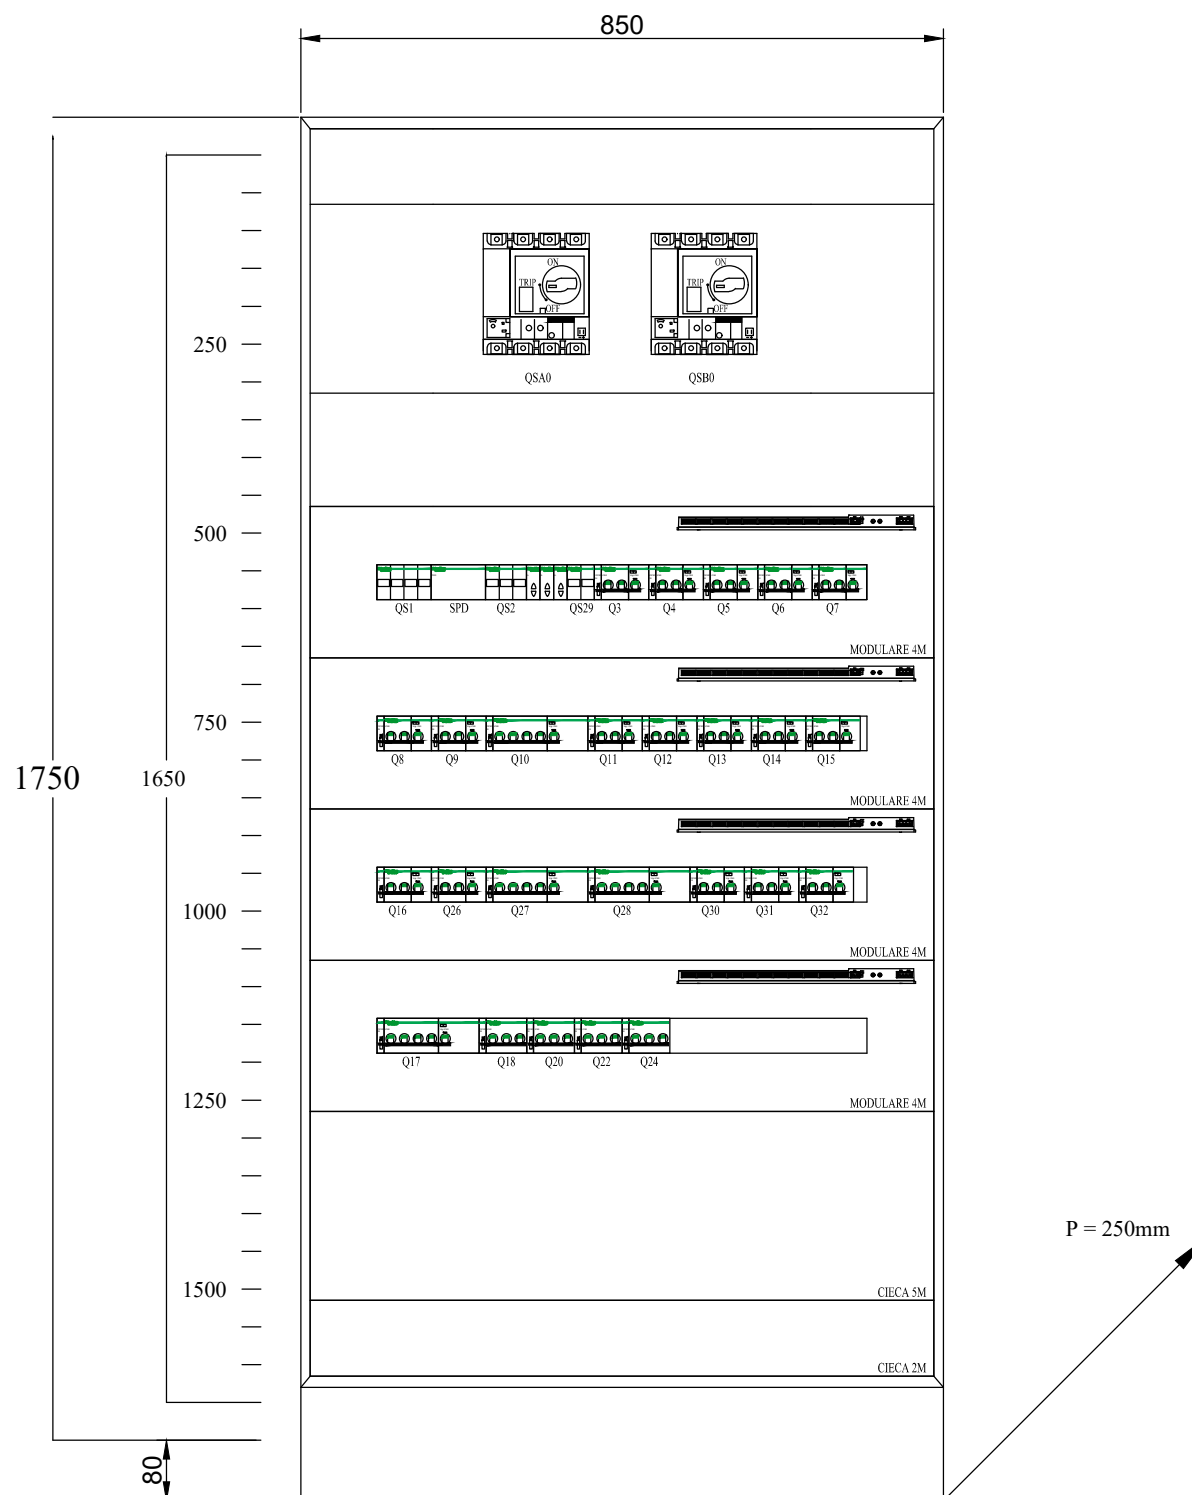 850
ON
TRIP
OFF
ON
TRIP
OFF
250
QSA0
QSB0
500
QS1
SPD
QS2
QS29
Q3
Q4
Q5
Q6
Q7
MODULARE 4M
750
Q8
Q9
Q10
Q11
Q12
Q13
Q14
Q15
1750
1650
MODULARE 4M
1000
Q16
Q26
Q27
Q28
Q30
Q31
Q32
MODULARE 4M
Q17
Q18
Q20
Q22
Q24
1250
MODULARE 4M
P = 250mm
1500
CIECA 5M
CIECA 2M
80